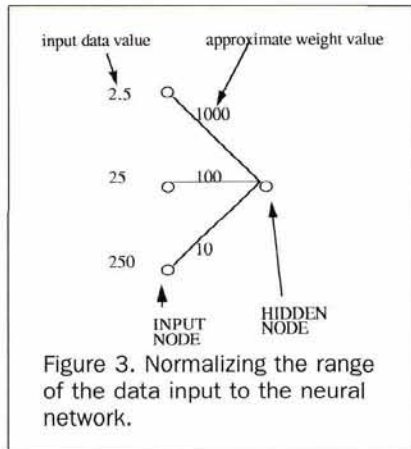 input data value
approximate weight value
2.5
1000
25
100
250
10
INPUT
NODE
HIDDEN
NODE
Figure 3. Normalizing the range
of the data input to the neural
network.